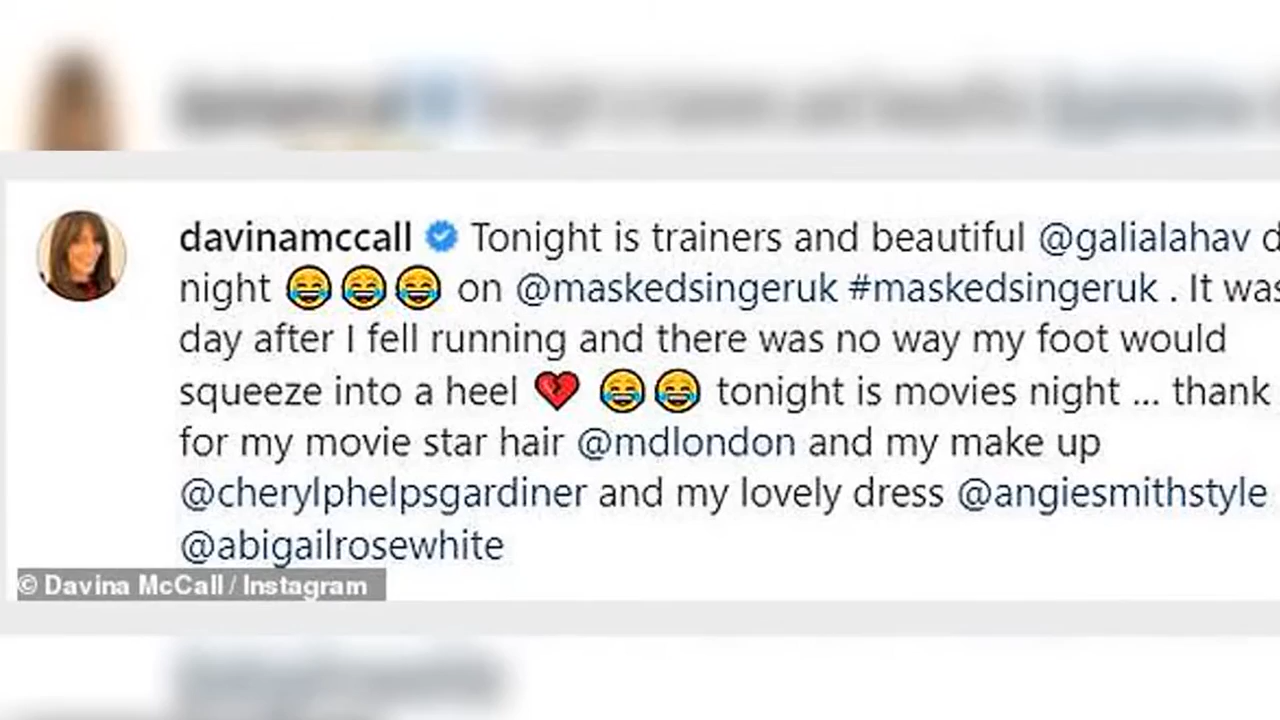 davinamccall Tonight is trainers and beautiful @galialahav
night 😂😂😂 on @maskedsingeruk #maskedsingeruk . It was
day after I fell running and there was no way my foot would
squeeze into a heel 💔 😂😂 tonight is movies night ... thank
for my movie star hair @mdlondon and my make up
@cherylphelpsgardiner and my lovely dress @angiesmithstyle
@abigailrosewhite
© Davina McCall / Instagram